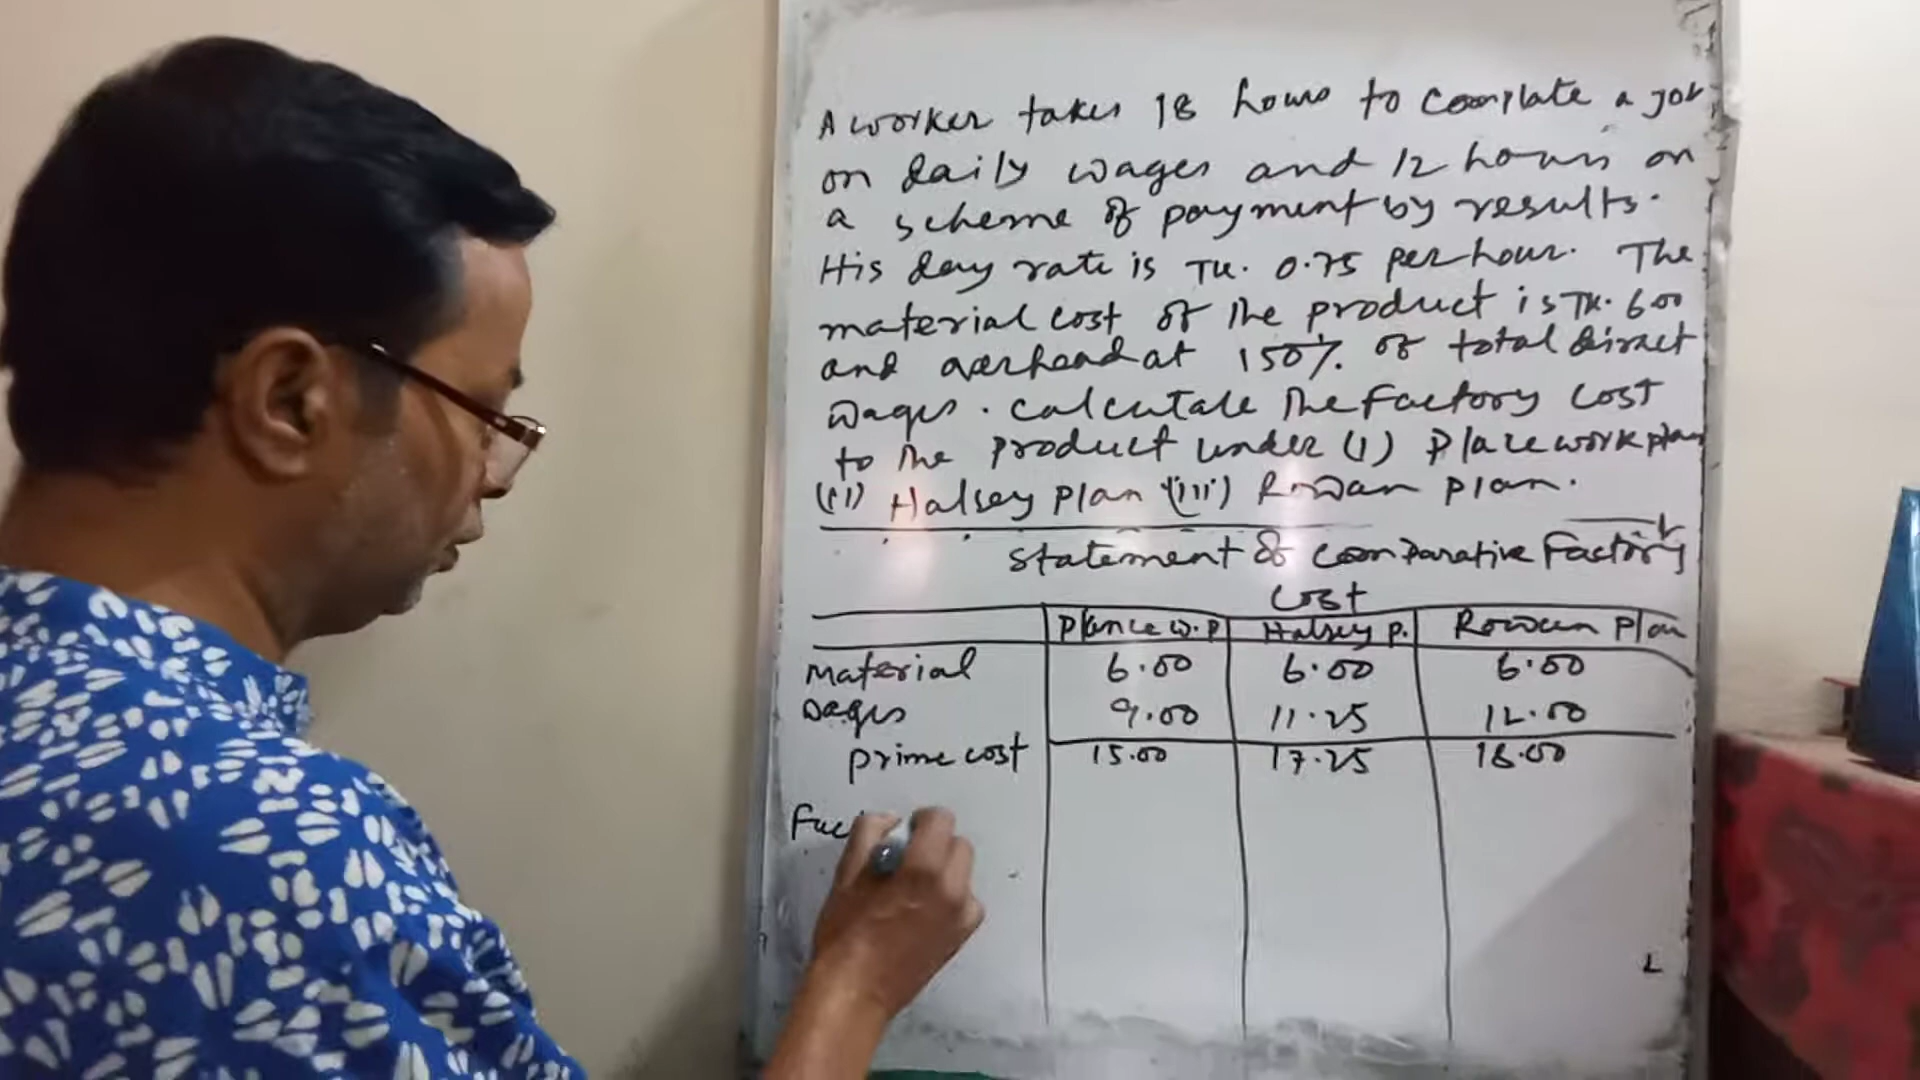 A worker takes 18 hours to complate a job
on daily wages and 12 hours on
a scheme of payment by results.
His day rate is TK. 0.75 per hour. The
material cost of the product is TK. 6.00
and overhead at 150% of total direct
wages. calculate the factory cost
to the product under (I) Place work plan
(II) Halsey plan (III) Rowan plan.
Statement of comparative Factory
cost
w.p Halsey p. Rowan Plan
Material 6.00 6.00 6.00
wages 9.00 11.25 12.00
prime cost 15.00 17.25 18.00